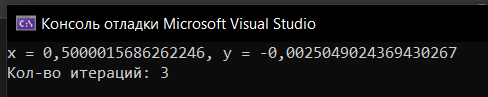 Консоль отладки Microsoft Visual Studio
x = 0,5000015686262246, y = -0,0025049024369430267
Кол-во итераций: 3